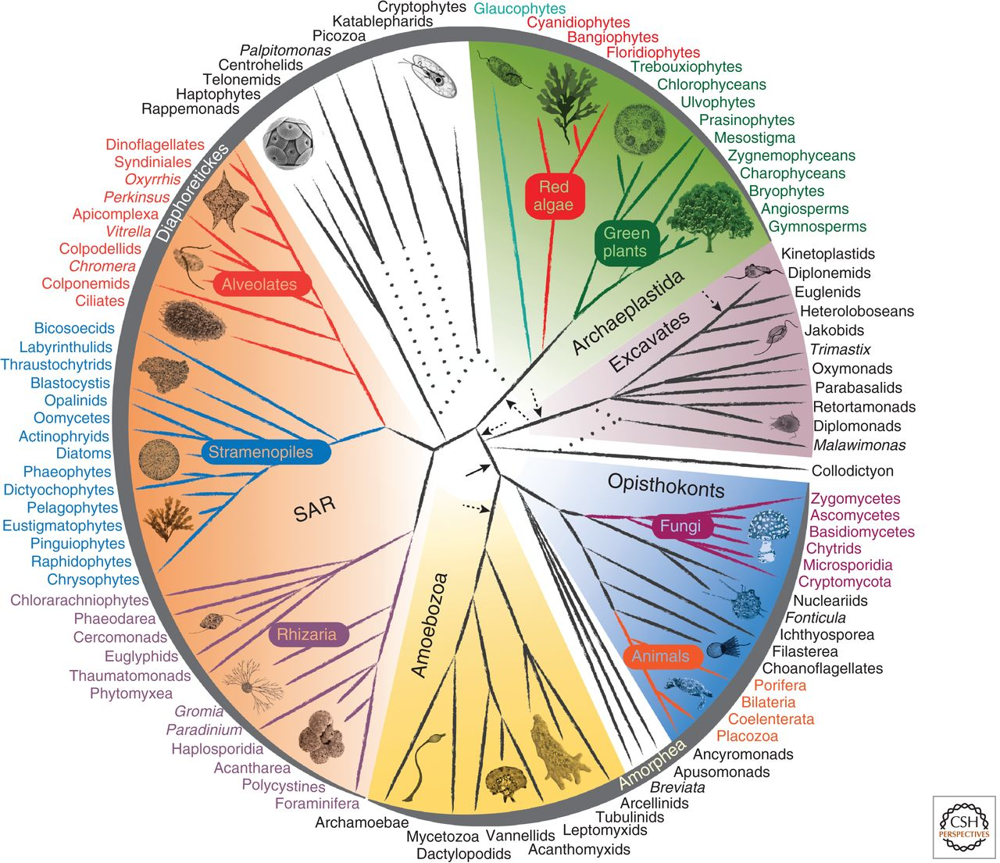 Cryptophytes
Glaucophytes
Katablepharids
Cyanidiophytes
Picozoa
Bangiophytes
Palpitomonas
Floridiophytes
Centrohelids
Trebouxiophytes
Telonemids
Chlorophyceans
Haptophytes
Ulvophytes
Rappemonads
Prasinophytes
Mesostigma
Zygnemophyceans
Charophyceans
Bryophytes
Angiosperms
Gymnosperms
Dinoflagellates
Syndiniales
Oxyrrhis
Perkinsus
Apicomplexa
Vitrella
Colpodellids
Chromera
Colponemids
Ciliates
Diaphoretickes
Alveolates
Red
algae
Green
plants
Archaeplastida
Excavates
Kinetoplastids
Diplonemids
Euglenids
Heteroloboseans
Jakobids
Trimastix
Oxymonads
Parabasalids
Retortamonads
Diplomonads
Malawimonas
Collodictyon
Bicosoecids
Labyrinthulids
Thraustochytrids
Blastocystis
Opalinids
Oomycetes
Actinophryids
Diatoms
Phaeophytes
Dictyochophytes
Pelagophytes
Eustigmatophytes
Pinguiophytes
Raphidophytes
Chrysophytes
Stramenopiles
SAR
Opisthokonts
Fungi
Zygomycetes
Ascomycetes
Basidiomycetes
Chytrids
Microsporidia
Cryptomycota
Nucleariids
Fonticula
Ichthyosporea
Filasterea
Choanoflagellates
Animals
Porifera
Bilateria
Coelenterata
Placozoa
Chlorarachniophytes
Phaeodarea
Cercomonads
Euglyphids
Thaumatomonads
Phytomyxea
Gromia
Paradinium
Haplosporidia
Acantharea
Polycystines
Foraminifera
Rhizaria
Amoebozoa
Amorphea
Ancyromonads
Apusomonads
Breviata
Arcellinids
Tubulinids
Leptomyxids
Acanthomyxids
Vannellids
Dactylopodids
Mycetozoa
Archamoebae
CSH
PERSPECTIVES